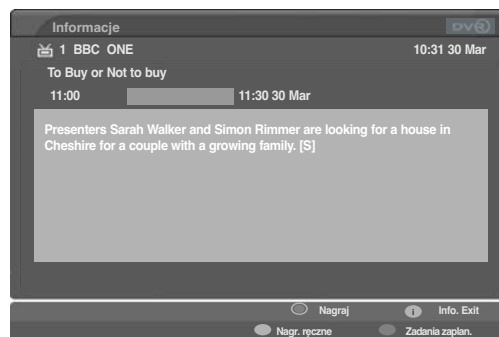 Informacje DVR
1 BBC ONE 10:31 30 Mar
To Buy or Not to buy
11:00 11:30 30 Mar
Presenters Sarah Walker and Simon Rimmer are looking for a house in
Cheshire for a couple with a growing family. [S]
Nagraj i Info. Exit
Nagr. ręczne Zadania zaplan.